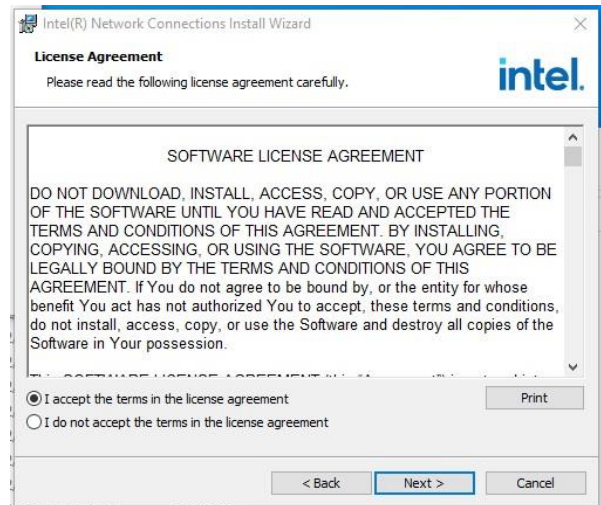 Intel(R) Network Connections Install Wizard
License Agreement
Please read the following license agreement carefully.
intel.
SOFTWARE LICENSE AGREEMENT
DO NOT DOWNLOAD, INSTALL, ACCESS, COPY, OR USE ANY PORTION
OF THE SOFTWARE UNTIL YOU HAVE READ AND ACCEPTED THE
TERMS AND CONDITIONS OF THIS AGREEMENT. BY INSTALLING,
COPYING, ACCESSING, OR USING THE SOFTWARE, YOU AGREE TO BE
LEGALLY BOUND BY THE TERMS AND CONDITIONS OF THIS
AGREEMENT. If You do not agree to be bound by, or the entity for whose
benefit You act has not authorized You to accept, these terms and conditions,
do not install, access, copy, or use the Software and destroy all copies of the
Software in Your possession.
I accept the terms in the license agreement
Print
I do not accept the terms in the license agreement
< Back
Next >
Cancel